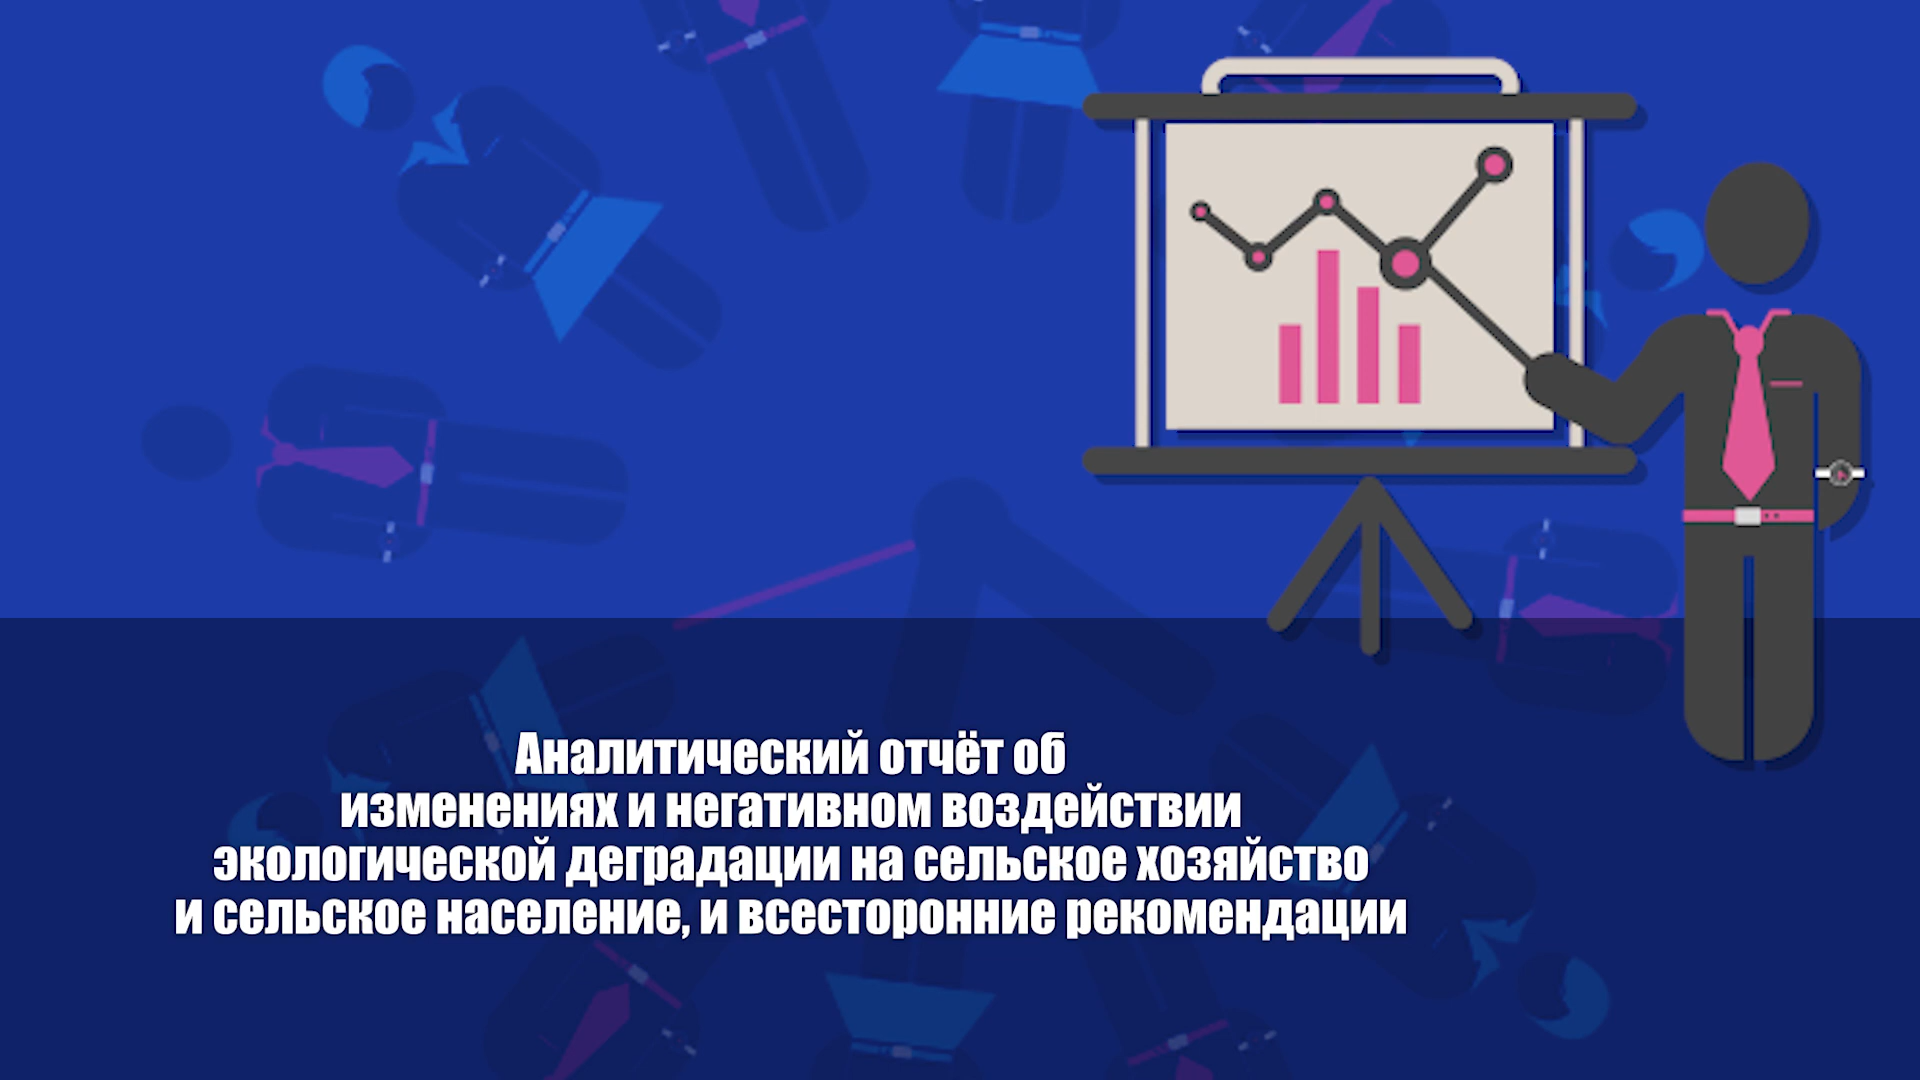 Аналитический отчёт об
изменениях и негативном воздействии
экологической деградации на сельское хозяйство
и сельское население, и всесторонние рекомендации